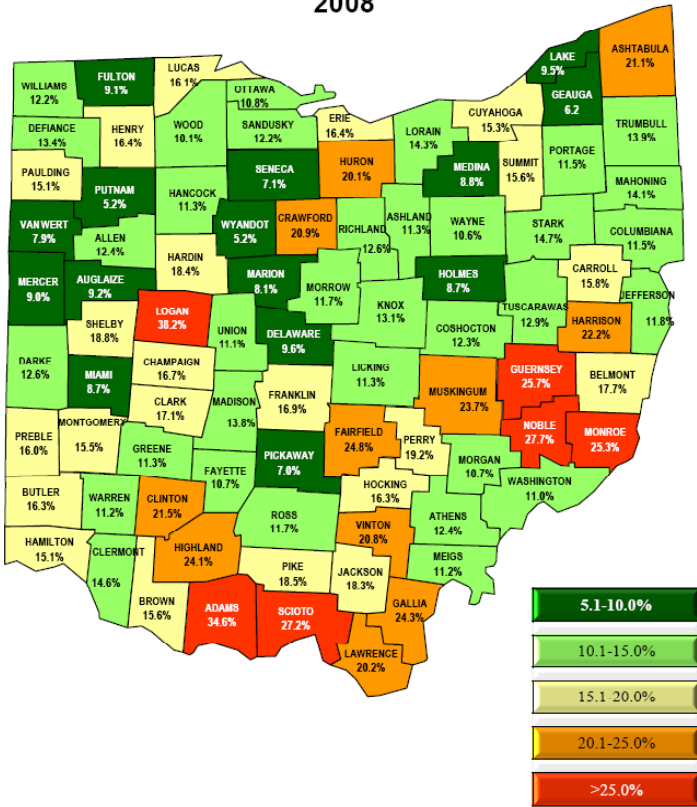 2008
LAKE
9.5%
ASHTABULA
21.1%
GEAUGA
6.2
LUCAS
16.1%
FULTON
9.1%
WILLIAMS
12.2%
OTTAWA
10.8%
ERIE
16.4%
CUYAHOGA
15.3%
TRUMBULL
13.9%
DEFIANCE
13.4%
HENRY
16.4%
WOOD
10.1%
SANDUSKY
12.2%
LORAIN
14.3%
PORTAGE
11.5%
SUMMIT
15.6%
MEDINA
8.8%
HURON
20.1%
SENECA
7.1%
PAULDING
15.1%
PUTNAM
5.2%
MAHONING
14.1%
HANCOCK
11.3%
WYANDOT
5.2%
CRAWFORD
20.9%
RICHLAND
12.6%
ASHLAND
11.3%
WAYNE
10.6%
STARK
14.7%
COLUMBIANA
11.5%
VANWERT
7.9%
ALLEN
12.4%
HARDIN
18.4%
MARION
8.1%
HOLMES
8.7%
CARROLL
15.8%
MERCER
9.0%
AUGLAIZE
9.2%
MORROW
11.7%
KNOX
13.1%
TUSCARAWAS
12.9%
JEFFERSON
11.8%
LOGAN
38.2%
SHELBY
18.8%
UNION
11.1%
DELAWARE
9.6%
COSHOCTON
12.3%
HARRISON
22.2%
DARKE
12.6%
MIAMI
8.7%
CHAMPAIGN
16.7%
LICKING
11.3%
GUERNSEY
25.7%
BELMONT
17.7%
CLARK
17.1%
MADISON
13.8%
FRANKLIN
16.9%
MUSKINGUM
23.7%
PREBLE
16.0%
MONTGOMERY
15.5%
GREENE
11.3%
FAIRFIELD
24.8%
PERRY
19.2%
NOBLE
27.7%
MONROE
25.3%
PICKAWAY
7.0%
MORGAN
10.7%
FAYETTE
10.7%
HOCKING
16.3%
WASHINGTON
11.0%
BUTLER
16.3%
WARREN
11.2%
CLINTON
21.5%
ROSS
11.7%
ATHENS
12.4%
VINTON
20.8%
HAMILTON
15.1%
CLERMONT
14.6%
HIGHLAND
24.1%
MEIGS
11.2%
PIKE
18.5%
JACKSON
18.3%
BROWN
15.6%
ADAMS
34.6%
SCIOTO
27.2%
GALLIA
24.3%
LAWRENCE
20.2%
5.1-10.0%
10.1-15.0%
15.1-20.0%
20.1-25.0%
>25.0%